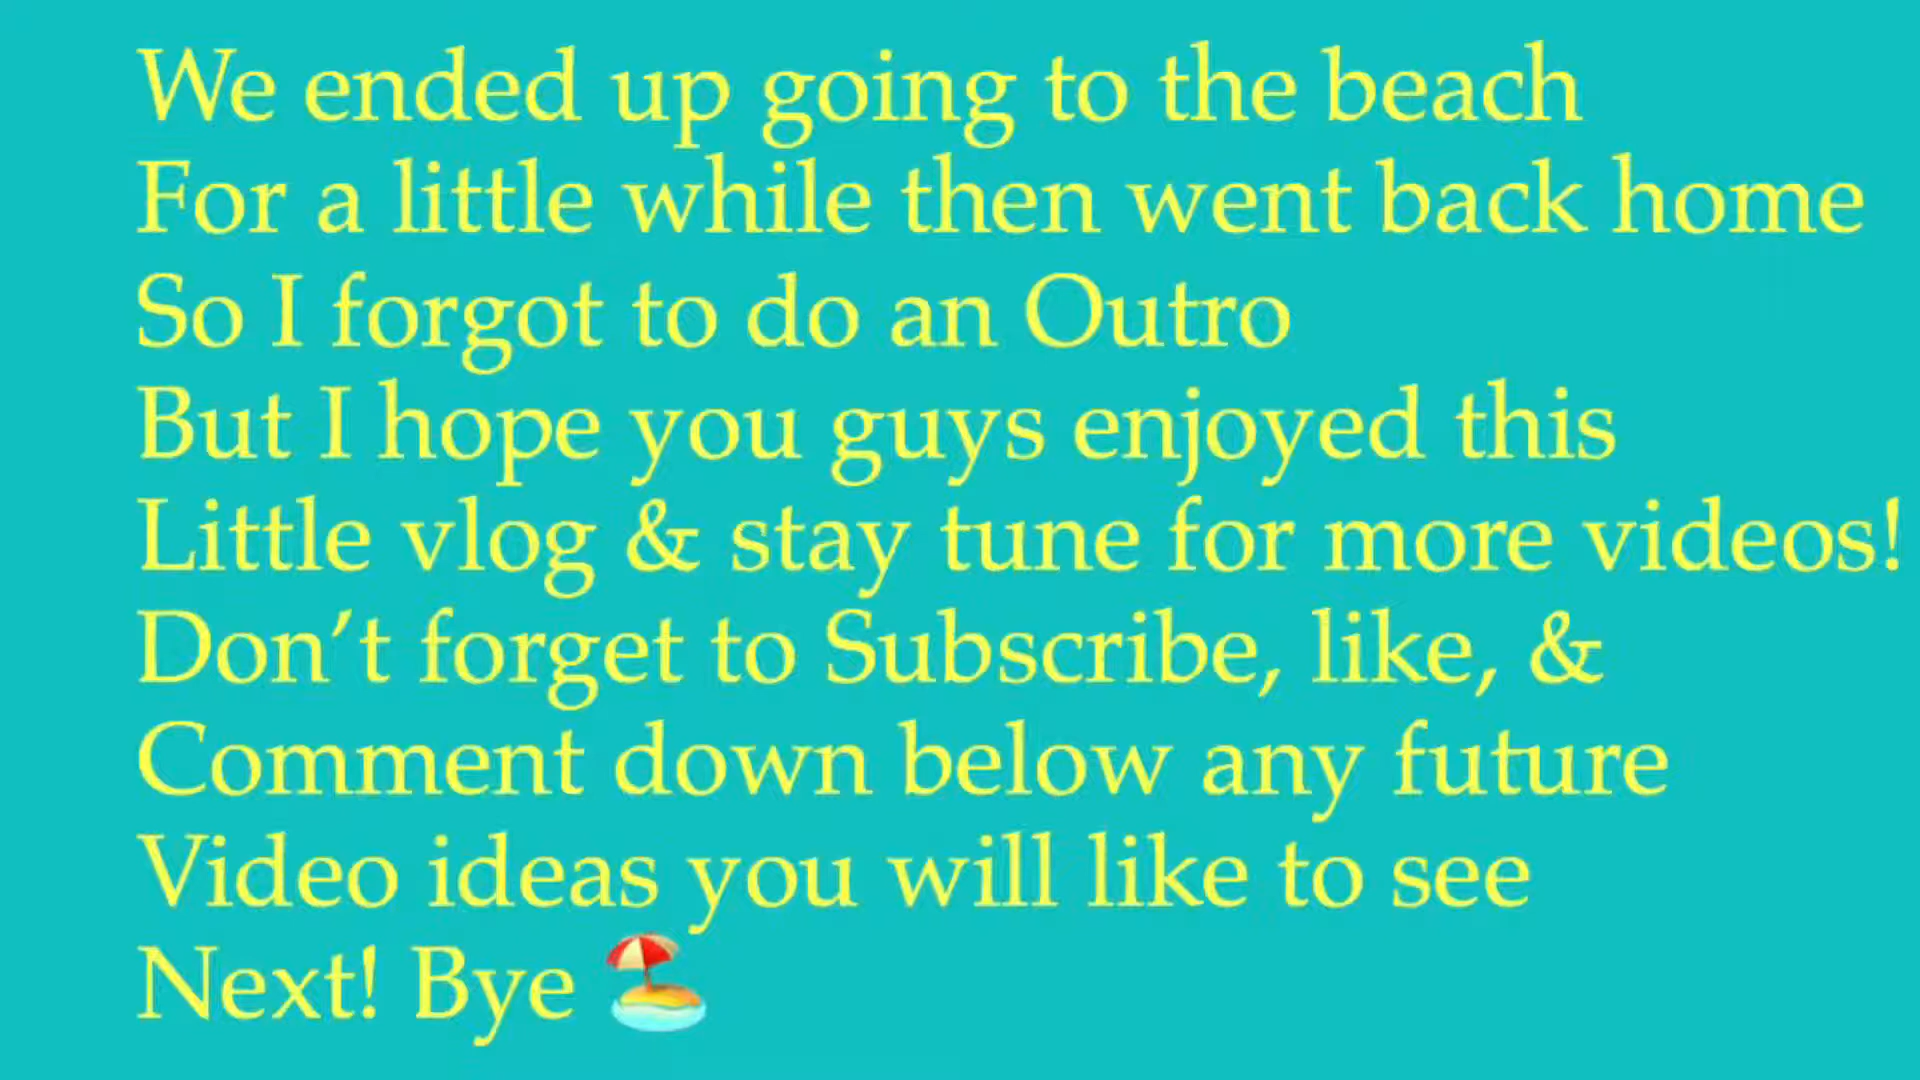 We ended up going to the beach
For a little while then went back home
So I forgot to do an Outro
But I hope you guys enjoyed this
Little vlog & stay tune for more videos!
Don’t forget to Subscribe, like, &
Comment down below any future
Video ideas you will like to see
Next! Bye 🏖️